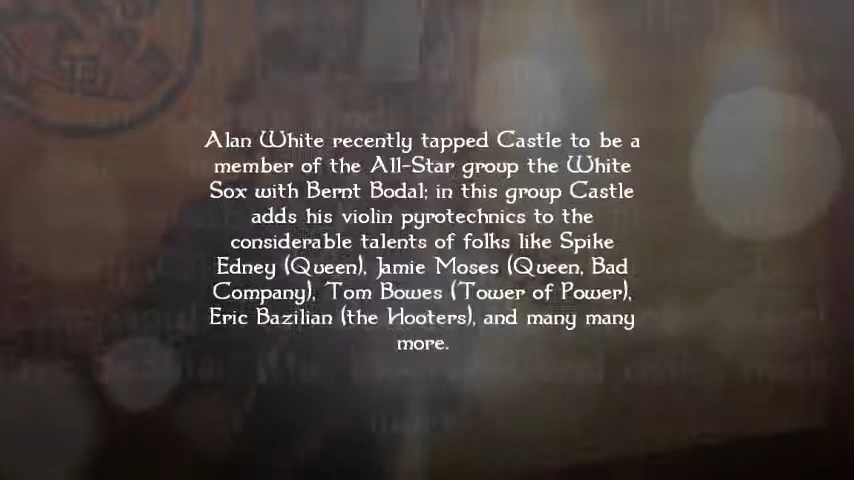 Alan White recently tapped Castle to be a
member of the All-Star group the White
Sox with Bernt Bodal; in this group Castle
adds his violin pyrotechnics to the
considerable talents of folks like Spike
Edney (Queen), Jamie Moses (Queen, Bad
Company), Tom Bowes (Tower of Power),
Eric Bazilian (the Hooters), and many many
more.